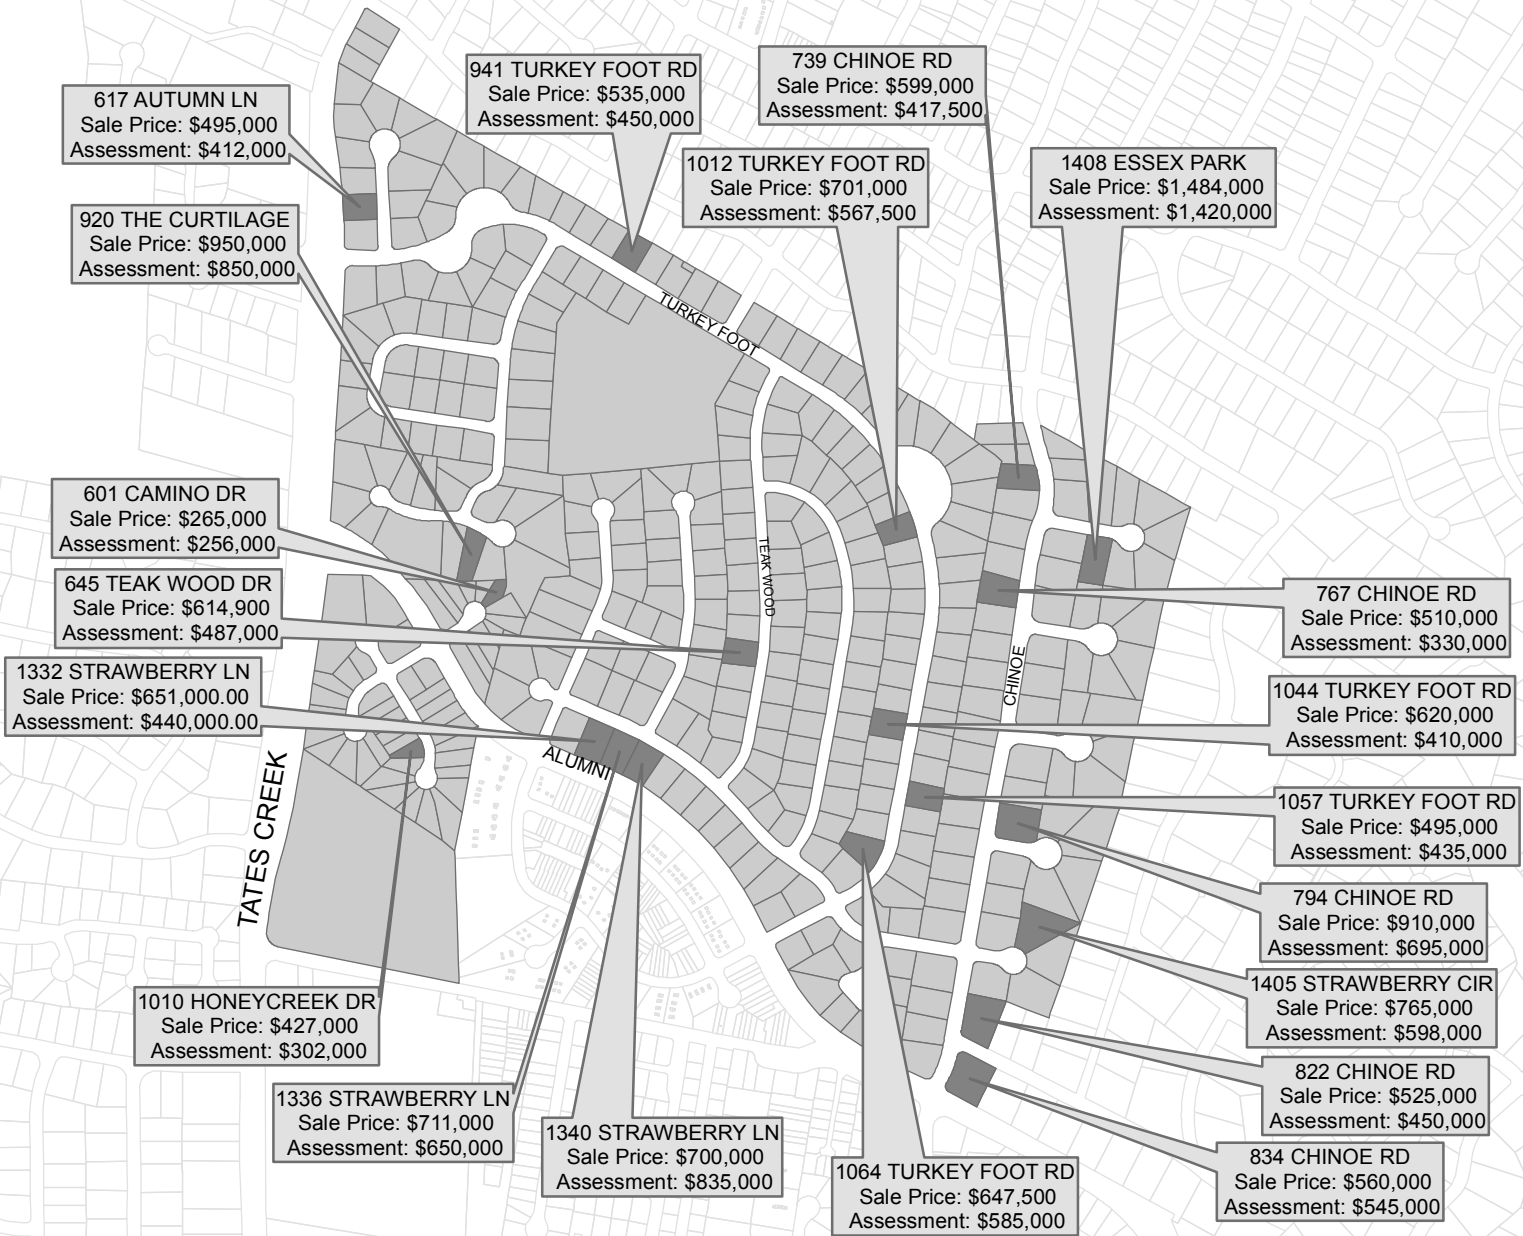 941 TURKEY FOOT RD
Sale Price: $535,000
Assessment: $450,000
739 CHINOE RD
Sale Price: $599,000
Assessment: $417,500
617 AUTUMN LN
Sale Price: $495,000
Assessment: $412,000
1012 TURKEY FOOT RD
Sale Price: $701,000
Assessment: $567,500
1408 ESSEX PARK
Sale Price: $1,484,000
Assessment: $1,420,000
920 THE CURTILAGE
Sale Price: $950,000
Assessment: $850,000
TURKEY FOOT
601 CAMINO DR
Sale Price: $265,000
Assessment: $256,000
TEAK WOOD
645 TEAK WOOD DR
Sale Price: $614,900
Assessment: $487,000
767 CHINOE RD
Sale Price: $510,000
Assessment: $330,000
1332 STRAWBERRY LN
Sale Price: $651,000.00
Assessment: $440,000.00
CHINOE
1044 TURKEY FOOT RD
Sale Price: $620,000
Assessment: $410,000
ALUMNI
TATES CREEK
1057 TURKEY FOOT RD
Sale Price: $495,000
Assessment: $435,000
794 CHINOE RD
Sale Price: $910,000
Assessment: $695,000
1405 STRAWBERRY CIR
Sale Price: $765,000
Assessment: $598,000
1010 HONEYCREEK DR
Sale Price: $427,000
Assessment: $302,000
822 CHINOE RD
Sale Price: $525,000
Assessment: $450,000
1336 STRAWBERRY LN
Sale Price: $711,000
Assessment: $650,000
1340 STRAWBERRY LN
Sale Price: $700,000
Assessment: $835,000
1064 TURKEY FOOT RD
Sale Price: $647,500
Assessment: $585,000
834 CHINOE RD
Sale Price: $560,000
Assessment: $545,000